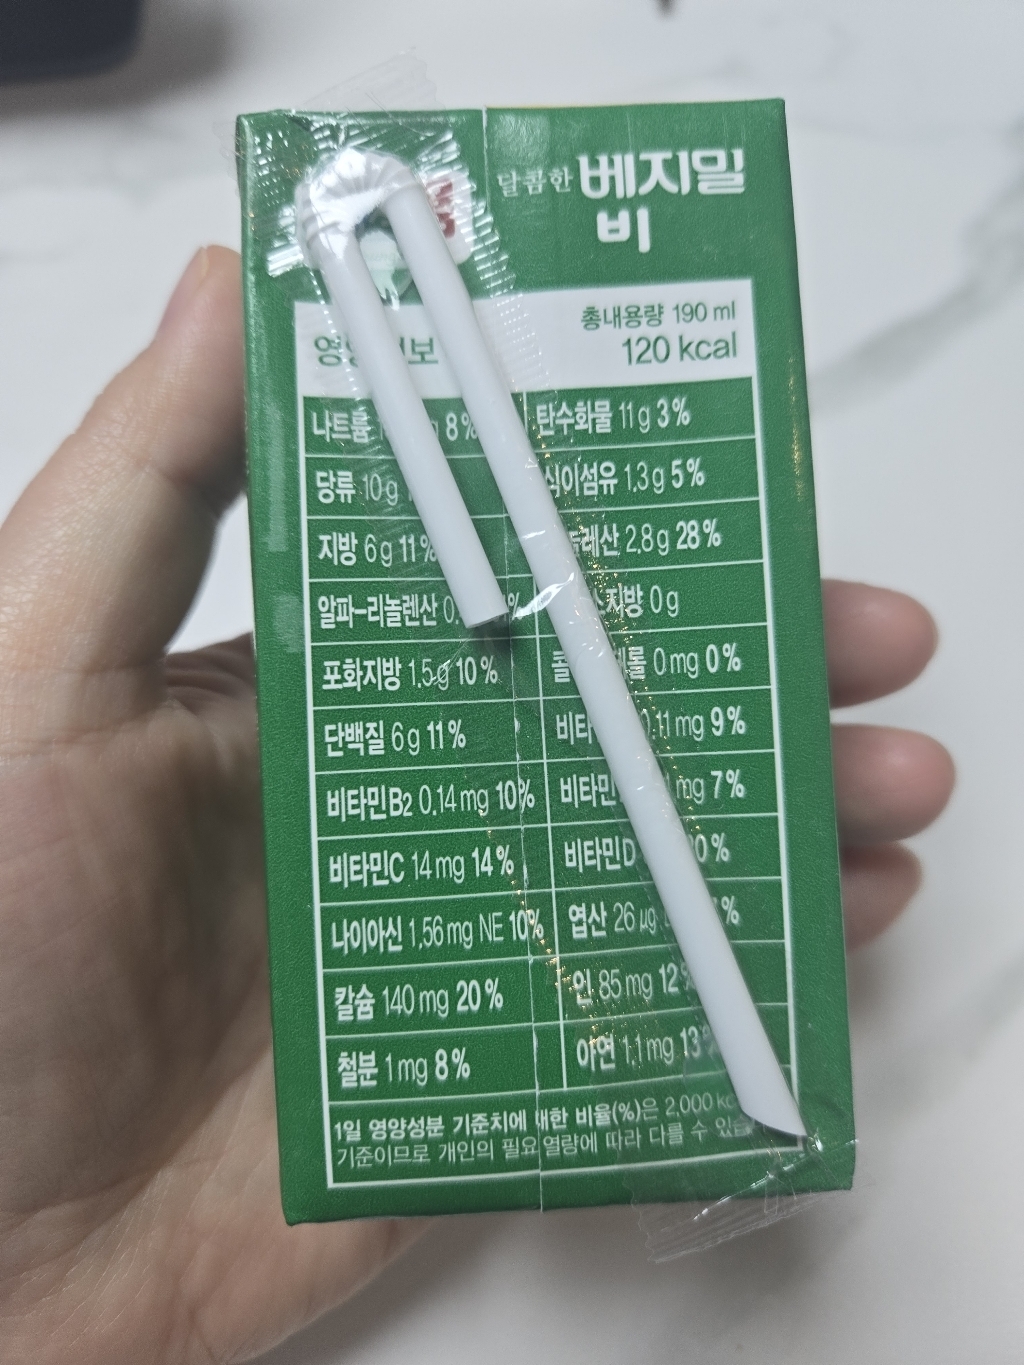 달콤한 베지밀
비
총내용량 190 ml
120 kcal
나트륨 8% 탄수화물 11g 3%
당류 10g 식이섬유 1.3g 5%
지방 6g 11% 2.8g 28%
알파-리놀렌산 지방 0g
포화지방 1.5g 10% 0mg 0%
단백질 6g 11% 9%
비타민B2 0.14mg 10% 비타민 mg 7%
비타민C 14mg 14% 비타민D
나이아신 1.56mg NE 10% 엽산 26㎍
칼슘 140mg 20% 인 85mg 12%
철분 1mg 8% 아연 1.1mg
1일 영양성분 기준치에 대한 비율(%)은 2,000
기준이므로 개인의 필요 열량에 따라 다를 수